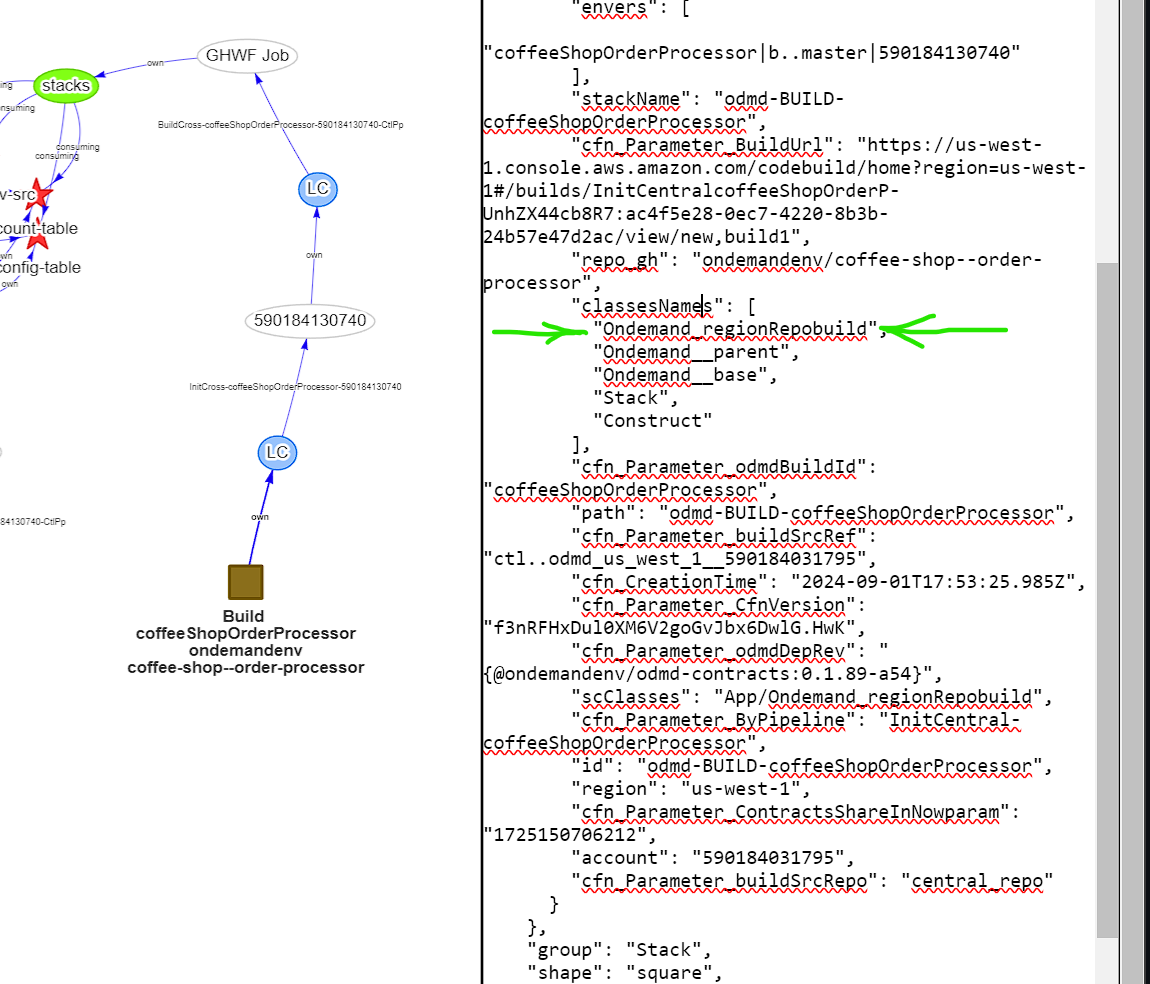 GHWF Job
own
stacks
ing
nsuming
BuildCross-coffeeShopOrderProcessor-590184130740-CtlPp
consuming
consuming
LC
v-src
count-table
own
wn
config-table
own
590184130740
InitCross-coffeeShopOrderProcessor-590184130740
LC
84130740-CtlPp
own
Build
coffeeShopOrderProcessor
ondemandenv
coffee-shop--order-processor
"envers": [
"coffeeShopOrderProcessor|b..master|590184130740"
],
"stackName": "odmd-BUILD-
coffeeShopOrderProcessor",
"cfn_Parameter_BuildUrl": "https://us-west-
1.console.aws.amazon.com/codebuild/home?region=us-west-
1#/builds/InitCentralcoffeeShopOrderP-
UnhZX44cb8R7:ac4f5e28-0ec7-4220-8b3b-
24b57e47d2ac/view/new,build1",
"repo_gh": "ondemandenv/coffee-shop--order-
processor",
"classesNames": [
"Ondemand_regionRepobuild",
"Ondemand__parent",
"Ondemand__base",
"Stack",
"Construct"
],
"cfn_Parameter_odmdBuildId":
"coffeeShopOrderProcessor",
"path": "odmd-BUILD-coffeeShopOrderProcessor",
"cfn_Parameter_buildSrcRef":
"ctl..odmd_us_west_1__590184031795",
"cfn_CreationTime": "2024-09-01T17:53:25.985Z",
"cfn_Parameter_CfnVersion":
"f3nRFHxDul0XM6V2goGvJbx6DwlG.HwK",
"cfn_Parameter_odmdDepRev": "
{@ondemandenv/odmd-contracts:0.1.89-a54}",
"scClasses": "App/Ondemand_regionRepobuild",
"cfn_Parameter_ByPipeline": "InitCentral-
coffeeShopOrderProcessor",
"id": "odmd-BUILD-coffeeShopOrderProcessor",
"region": "us-west-1",
"cfn_Parameter_ContractsShareInNowparam":
"1725150706212",
"account": "590184031795",
"cfn_Parameter_buildSrcRepo": "central_repo"
}
},
"group": "Stack",
"shape": "square",